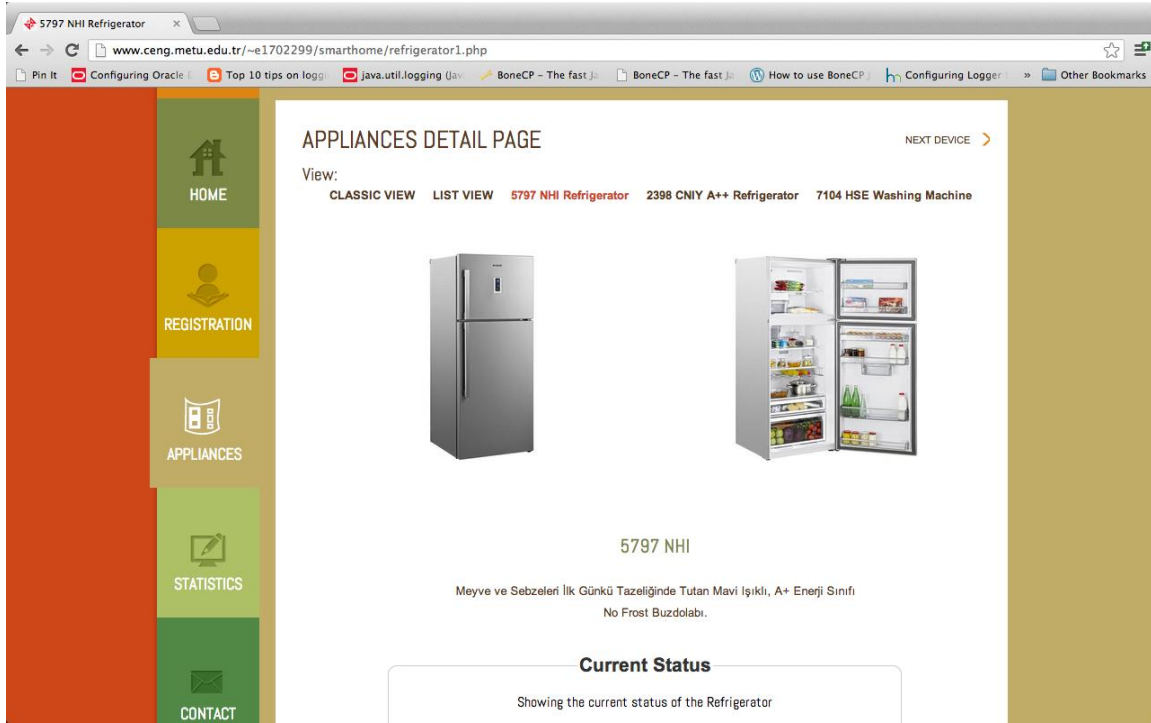 5797 NHI Refrigerator
www.ceng.metu.edu.tr/~e1702299/smarthome/refrigerator1.php
Pin It Configuring Oracle Top 10 tips on loggi java.util.logging (Jav BoneCP – The fast Ja BoneCP – The fast Ja How to use BoneCP Configuring Logger » Other Bookmarks
HOME
REGISTRATION
APPLIANCES
STATISTICS
CONTACT
APPLIANCES DETAIL PAGE
NEXT DEVICE
View:
CLASSIC VIEW LIST VIEW 5797 NHI Refrigerator 2398 CNIY A++ Refrigerator 7104 HSE Washing Machine
5797 NHI
Meyve ve Sebzeleri İlk Günkü Tazeliğinde Tutan Mavi Işıklı, A+ Enerji Sınıfı
No Frost Buzdolabı.
Current Status
Showing the current status of the Refrigerator